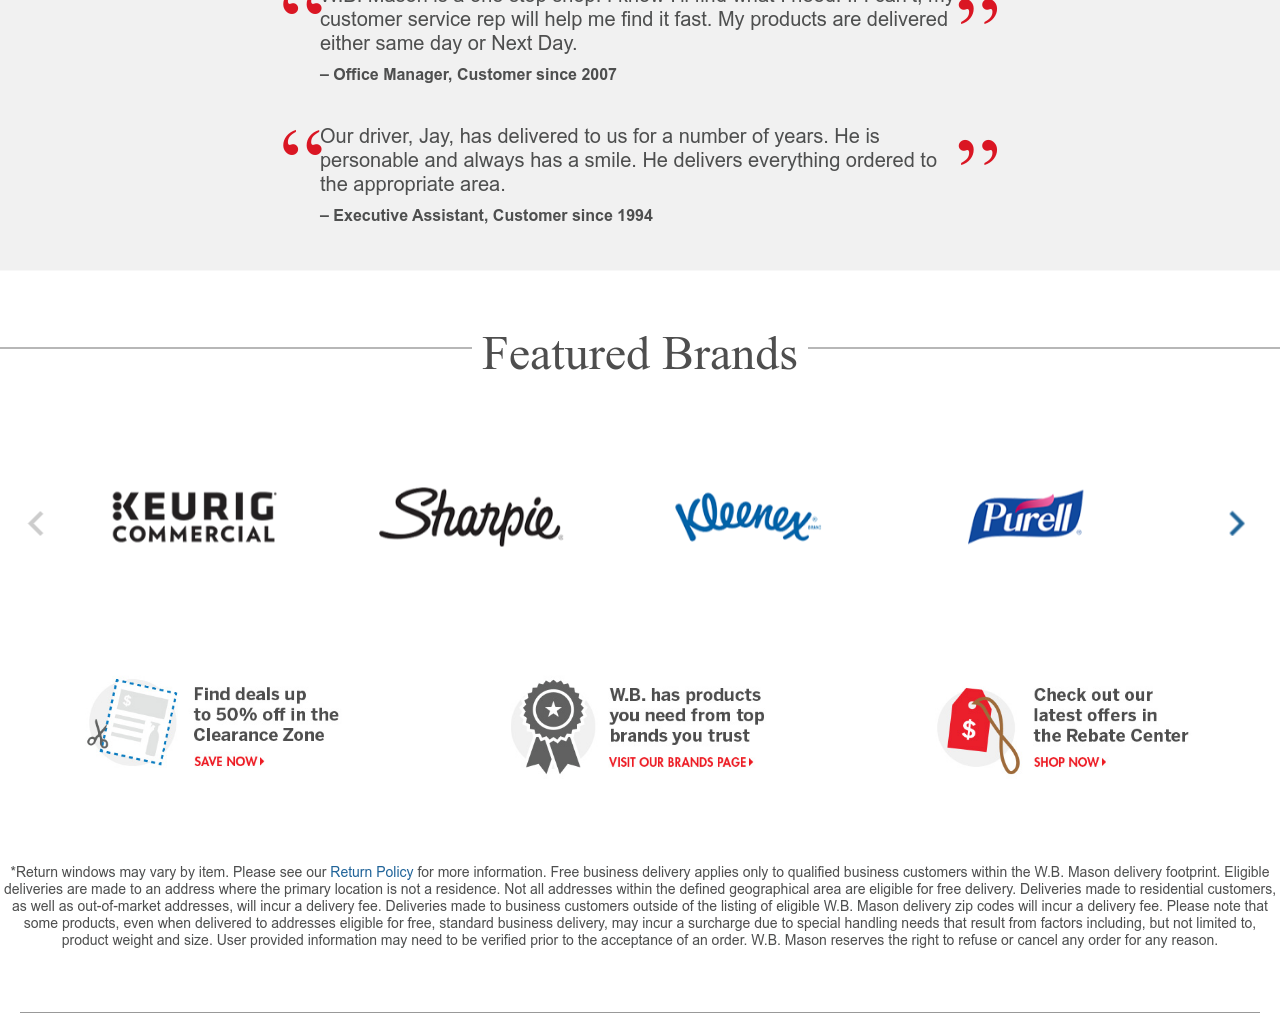 customer service rep will help me find it fast. My products are delivered
either same day or Next Day.
– Office Manager, Customer since 2007
Our driver, Jay, has delivered to us for a number of years. He is
personable and always has a smile. He delivers everything ordered to
the appropriate area.
– Executive Assistant, Customer since 1994
Featured Brands
KEURIG
COMMERCIAL
Sharpie®
Kleenex®
Purell®
Find deals up
to 50% off in the
Clearance Zone
SAVE NOW
W.B. has products
you need from top
brands you trust
VISIT OUR BRANDS PAGE
Check out our
latest offers in
the Rebate Center
SHOP NOW
*Return windows may vary by item. Please see our Return Policy for more information. Free business delivery applies only to qualified business customers within the W.B. Mason delivery footprint. Eligible
deliveries are made to an address where the primary location is not a residence. Not all addresses within the defined geographical area are eligible for free delivery. Deliveries made to residential customers,
as well as out-of-market addresses, will incur a delivery fee. Deliveries made to business customers outside of the listing of eligible W.B. Mason delivery zip codes will incur a delivery fee. Please note that
some products, even when delivered to addresses eligible for free, standard business delivery, may incur a surcharge due to special handling needs that result from factors including, but not limited to,
product weight and size. User provided information may need to be verified prior to the acceptance of an order. W.B. Mason reserves the right to refuse or cancel any order for any reason.